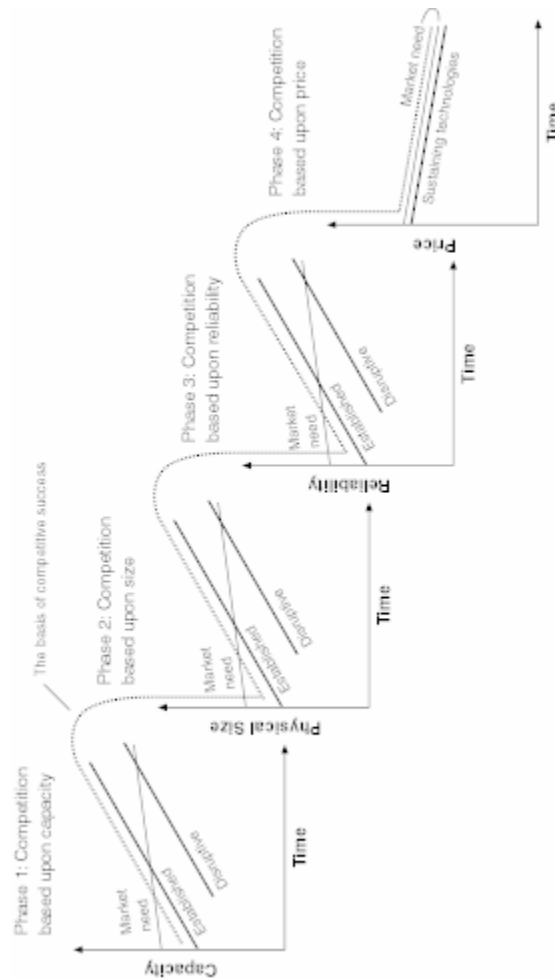 The basis of competitive success
Phase 1: Competition
based upon capacity
Market
need
Established
Disruptive
Capacity
Time
Phase 2: Competition
based upon size
Market
need
Established
Disruptive
Physical Size
Time
Phase 3: Competition
based upon reliability
Market
need
Established
Disruptive
Reliability
Time
Phase 4: Competition
based upon price
Market need
Sustaining technologies
Price
Time